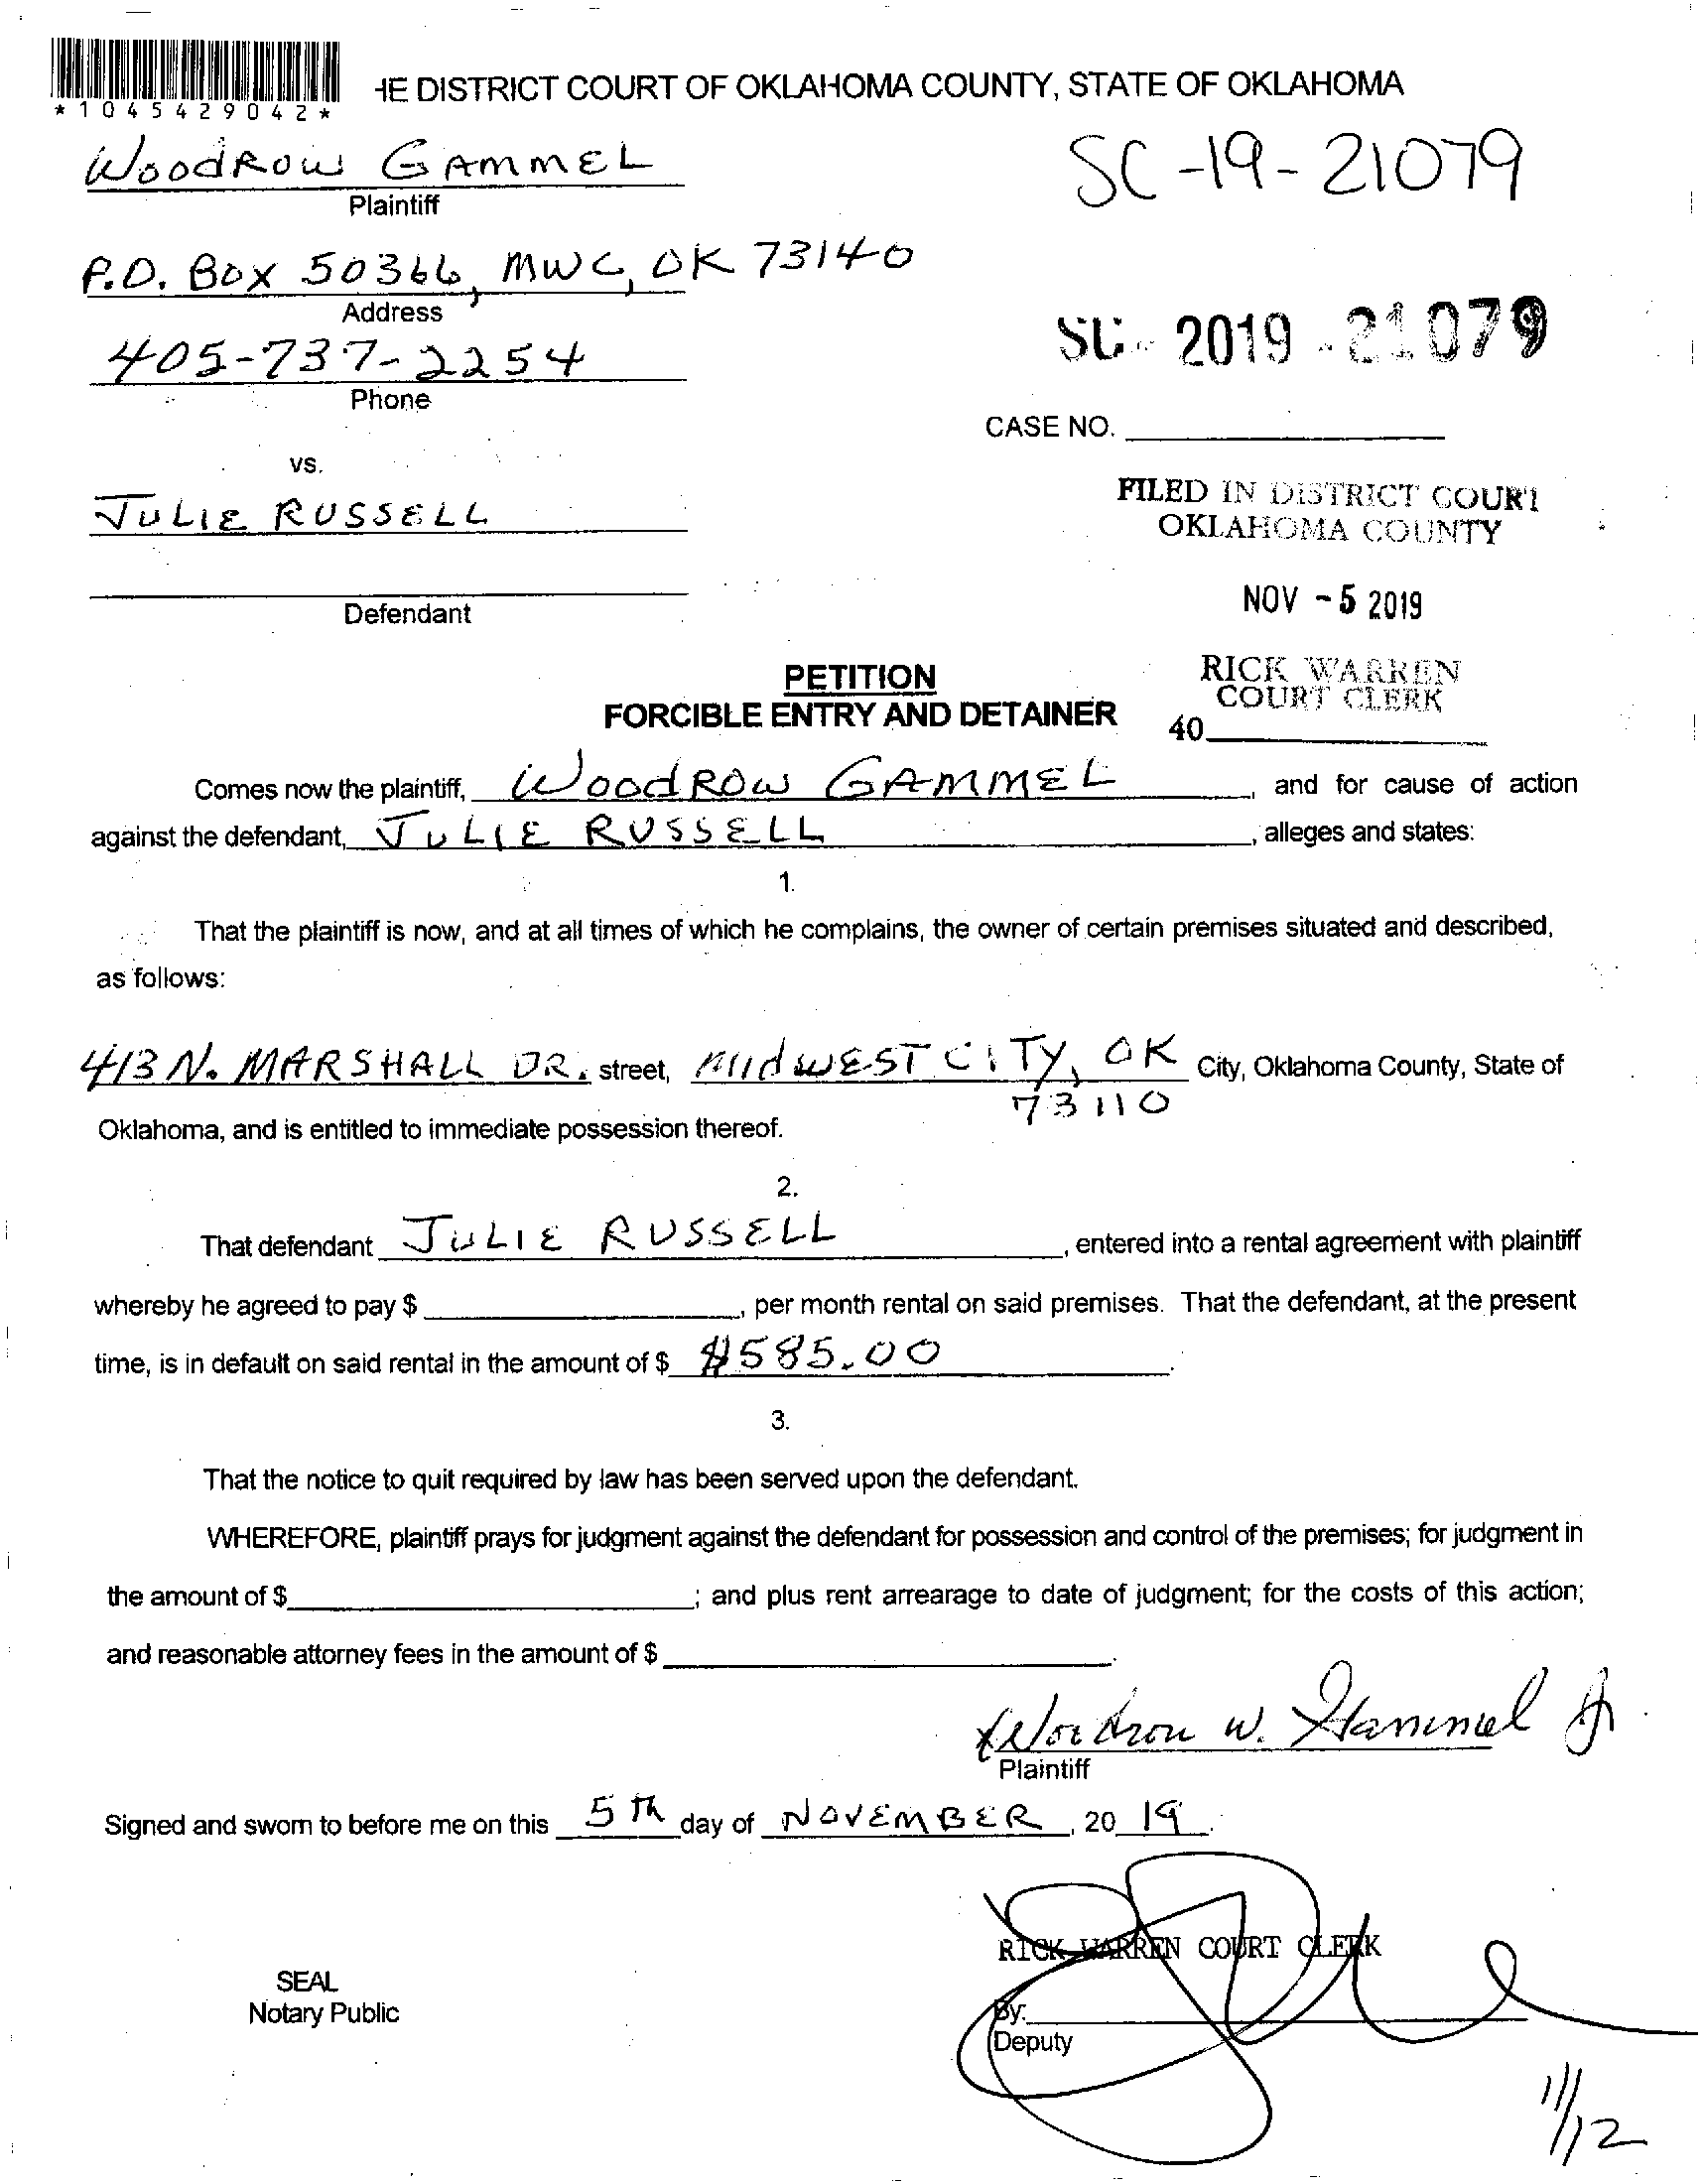 *1045429042*
HE DISTRICT COURT OF OKLAHOMA COUNTY, STATE OF OKLAHOMA
WOODROW GAMMEL
Plaintiff
SC-19-21079
P.O. BOX 50366, MWC, OK 73140
Address
SC- 2019 -21079
405-737-2254
Phone
CASE NO.
vs.
JULIE RUSSELL
FILED IN DISTRICT COURT
OKLAHOMA COUNTY
Defendant
NOV -5 2019
PETITION
FORCIBLE ENTRY AND DETAINER
RICK WARREN
COURT CLERK
40
Comes now the plaintiff, WOODROW GAMMEL, and for cause of action
against the defendant, JULIE RUSSELL, alleges and states:
1.
That the plaintiff is now, and at all times of which he complains, the owner of certain premises situated and described,
as follows:
413 N. MARSHALL DR. street, MIDWEST CITY, OK City, Oklahoma County, State of
73110
Oklahoma, and is entitled to immediate possession thereof.
2.
That defendant JULIE RUSSELL, entered into a rental agreement with plaintiff
whereby he agreed to pay $, per month rental on said premises. That the defendant, at the present
time, is in default on said rental in the amount of $ $585.00.
3.
That the notice to quit required by law has been served upon the defendant.
WHEREFORE, plaintiff prays for judgment against the defendant for possession and control of the premises; for judgment in
the amount of $; and plus rent arrearage to date of judgment; for the costs of this action;
and reasonable attorney fees in the amount of $.
Woodrow W. Gammel Jr.
Plaintiff
Signed and sworn to before me on this 5th day of NOVEMBER, 20 19.
RICK WARREN COURT CLERK
SEAL
Notary Public
By:
Deputy
11/12